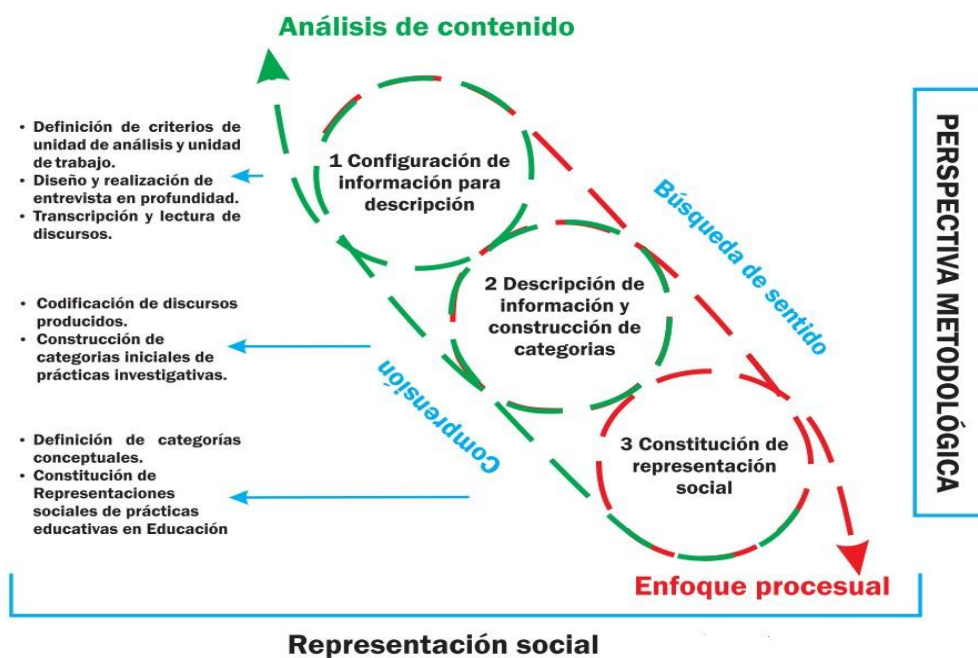 Análisis de contenido
• Definición de criterios de
unidad de análisis y unidad
de trabajo.
• Diseño y realización de
entrevista en profundidad.
• Transcripción y lectura de
discursos.
1 Configuración de
información para
descripción
Búsqueda de sentido
PERSPECTIVA METODOLÓGICA
• Codificación de discursos
producidos.
• Construcción de
categorias iniciales de
prácticas investigativas.
2 Descripción de
información y
construcción de
categorias
Comprensión
• Definición de categorías
conceptuales.
• Constitución de
Representaciones
sociales de prácticas
educativas en Educación
3 Constitución de
representación
social
Enfoque procesual
Representación social